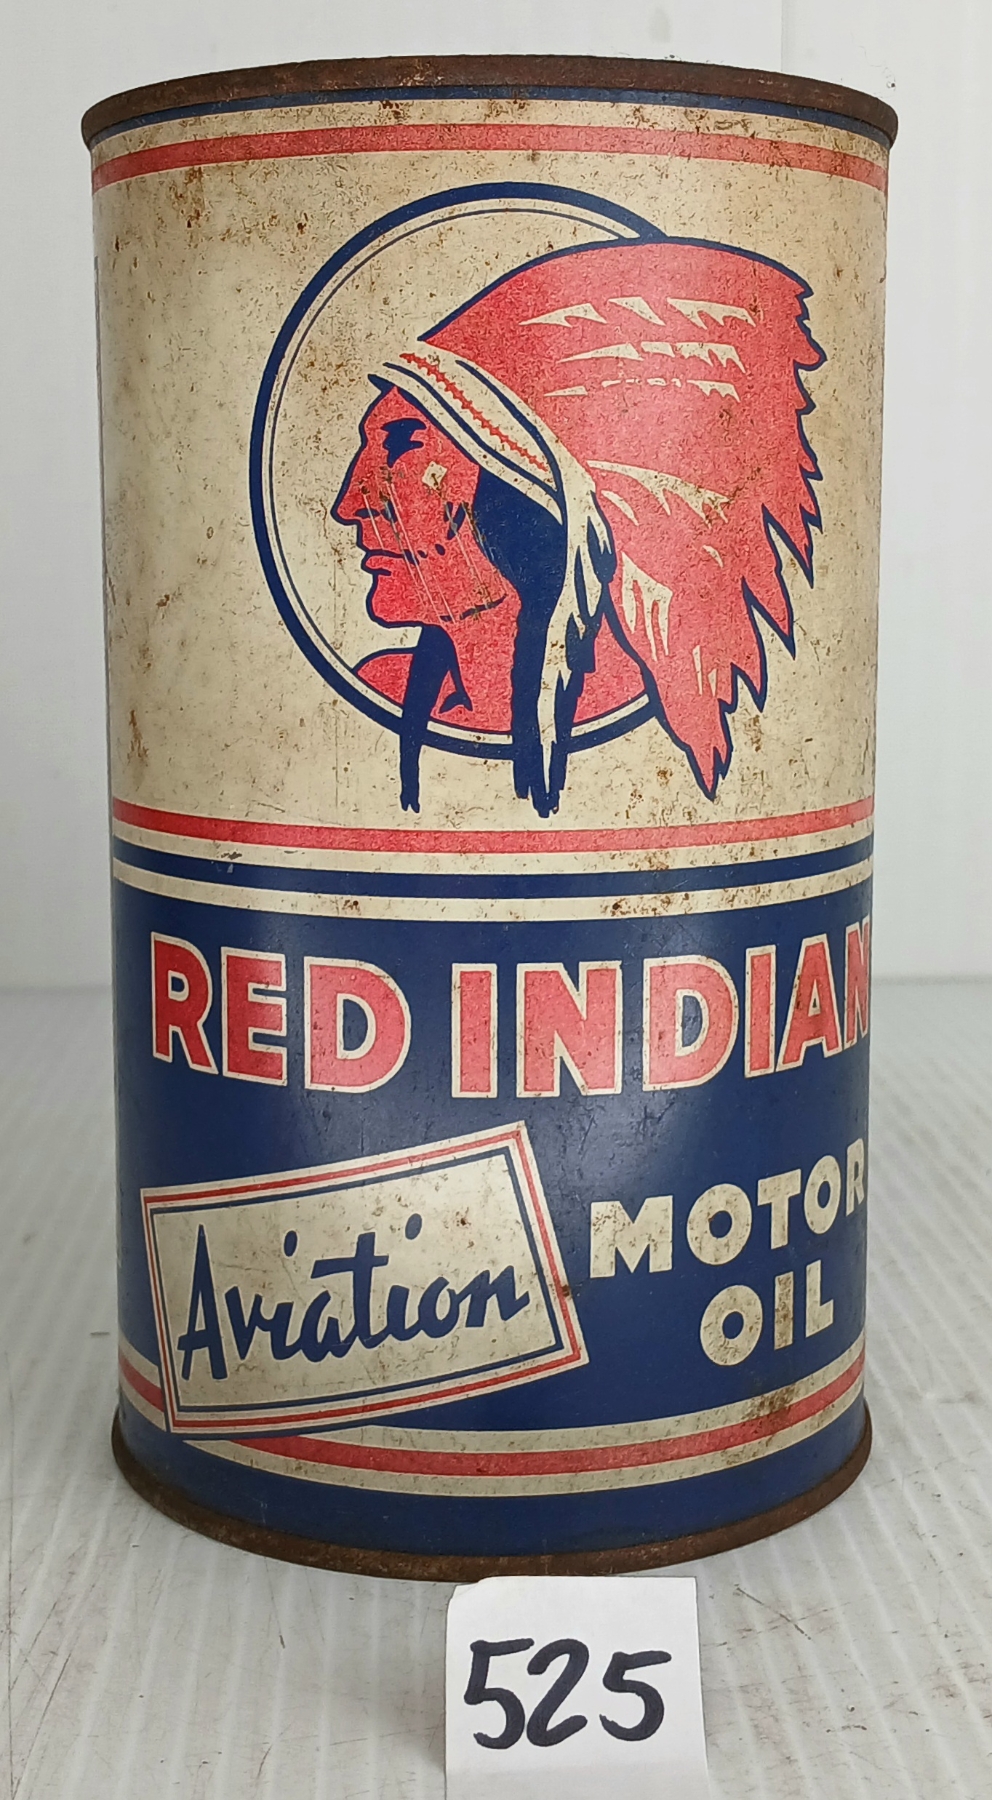 RED INDIAN
Aviation
MOTOR
OIL
525